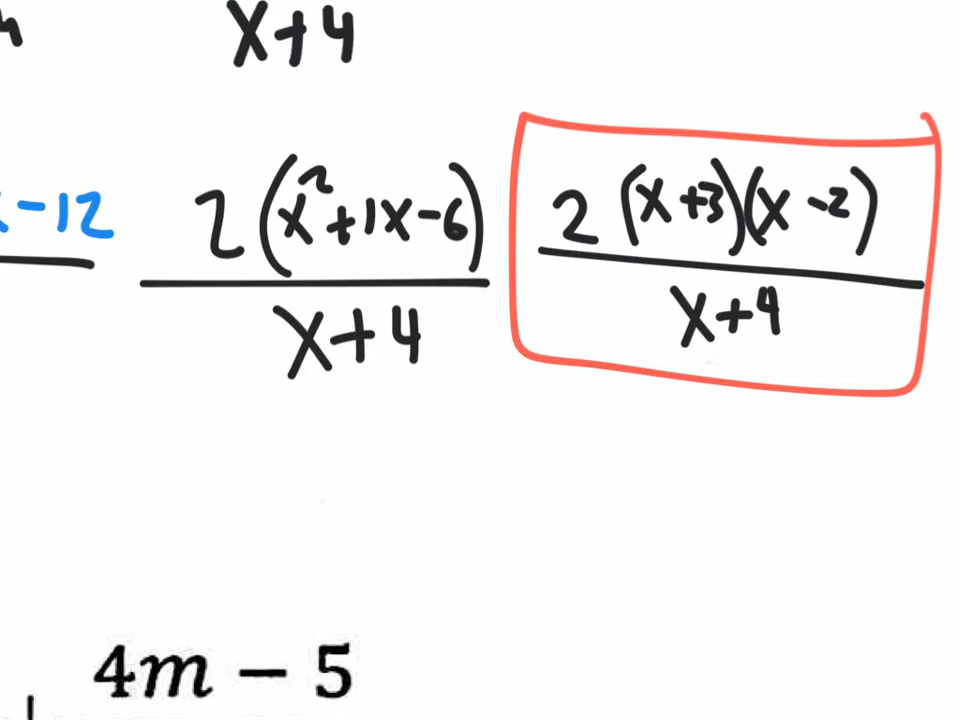 x+4
-12
2(x²+1x-6)
x+4
2(x+3)(x-2)
x+4
4m − 5